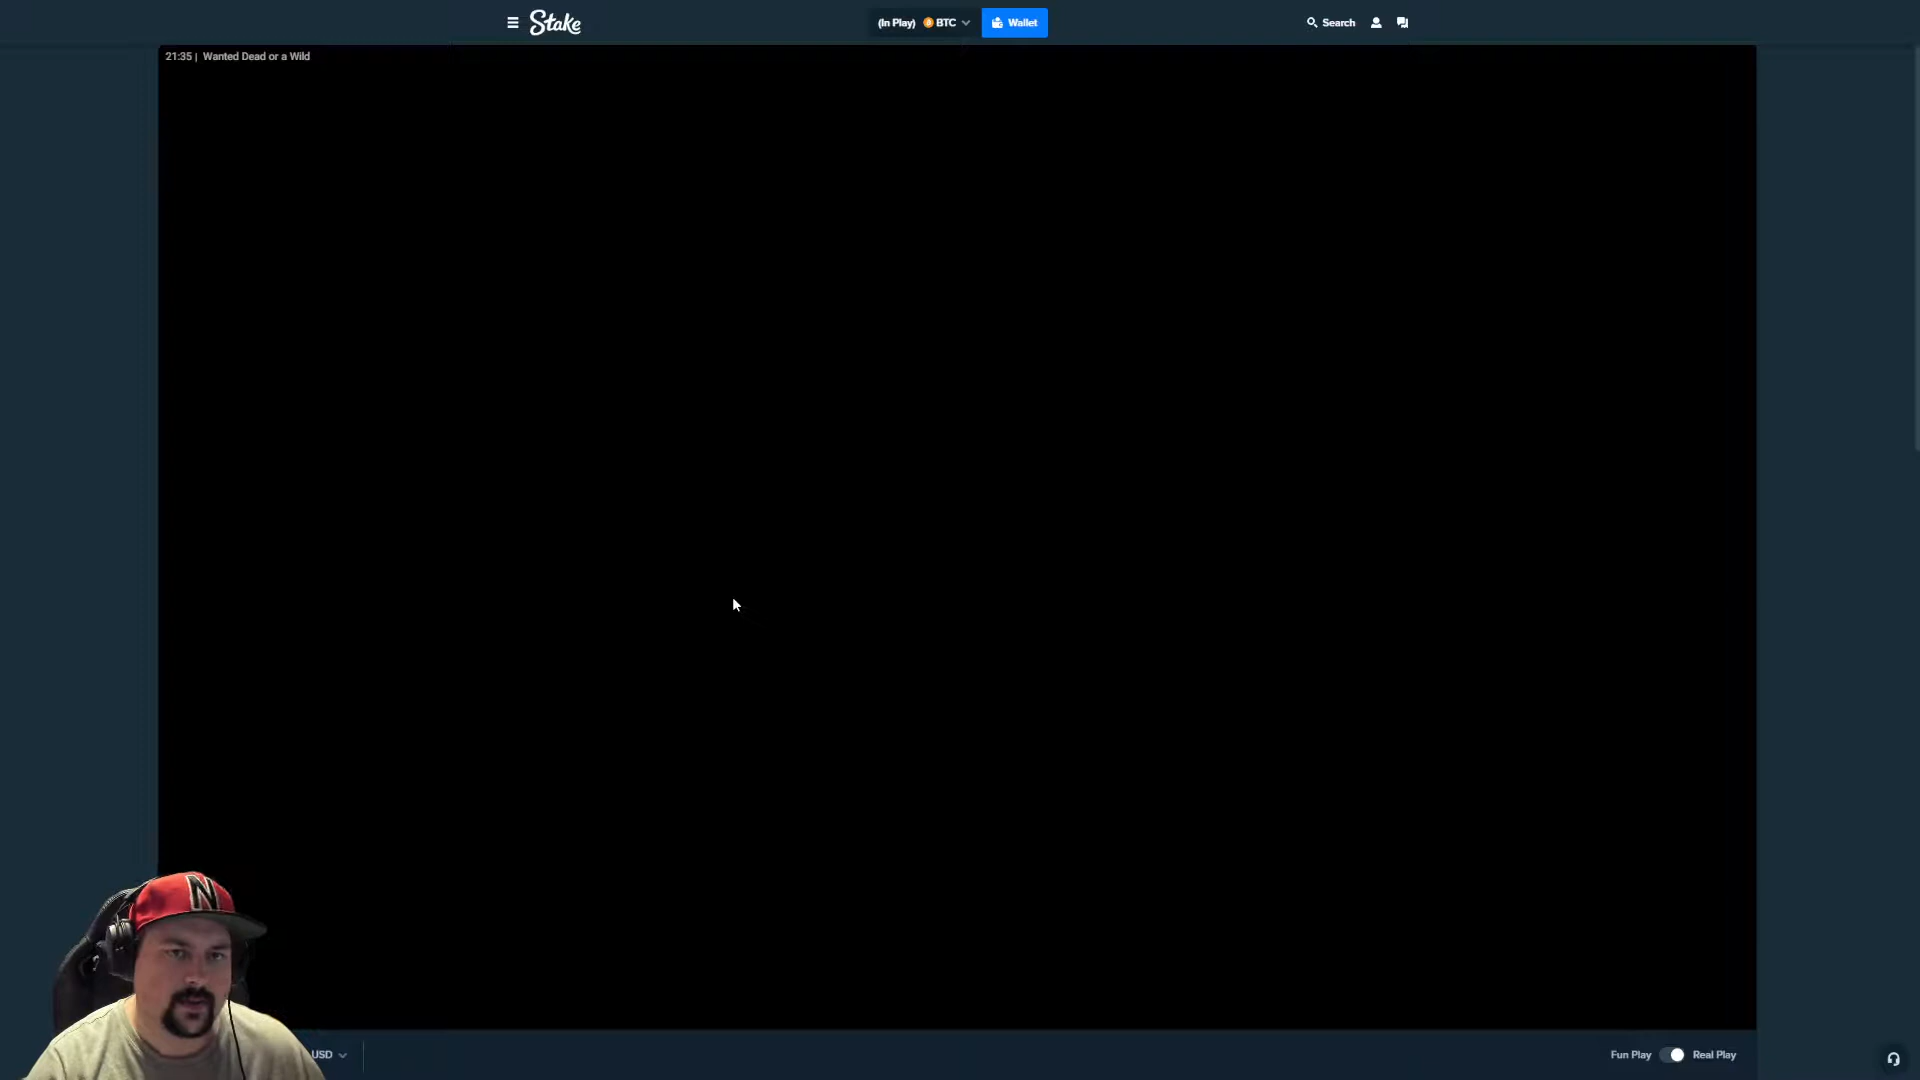 Stake
(In Play) BTC
Wallet
Search
21:35 | Wanted Dead or a Wild
N
USD
Fun Play
Real Play